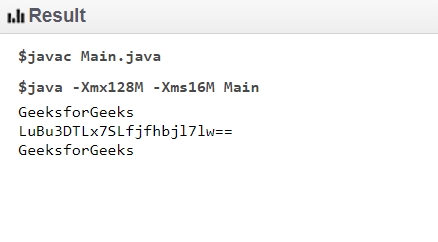 Result
$javac Main.java
$java -Xmx128M -Xms16M Main
GeeksforGeeks
LuBu3DTLx7SLfjfhbjl7lw==
GeeksforGeeks